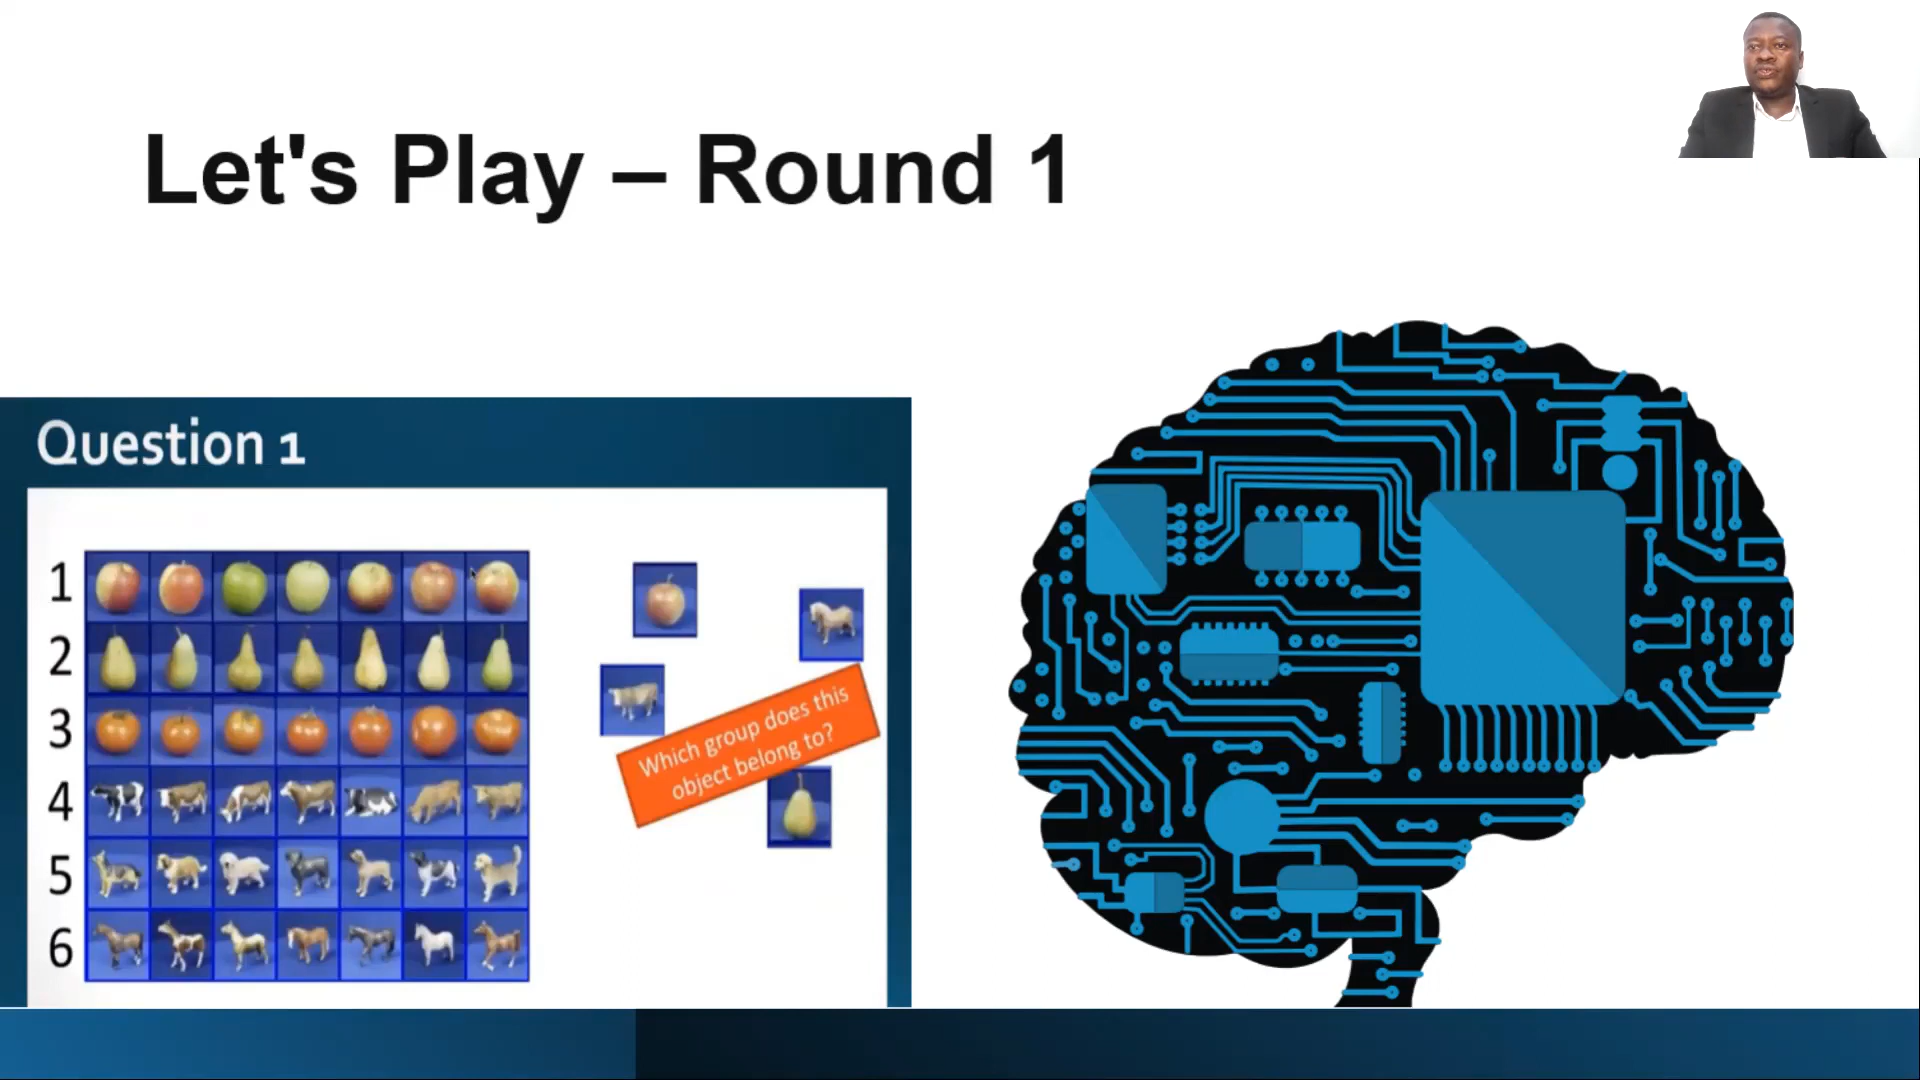 Let's Play – Round 1
Question 1
1
2
3
4
5
6
Which group does this
object belong to?